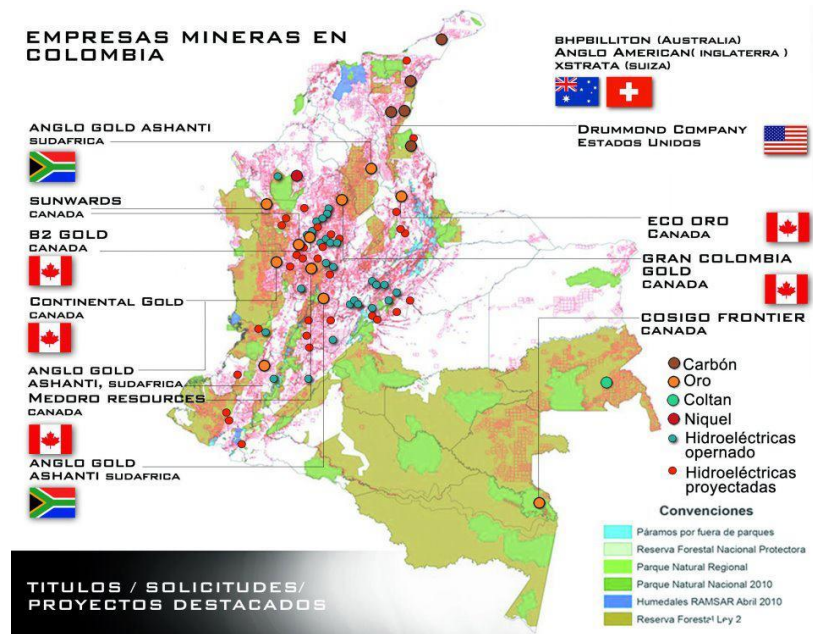 EMPRESAS MINERAS EN
COLOMBIA
BHPBILLITON (AUSTRALIA)
ANGLO AMERICAN( INGLATERRA )
XSTRATA (SUIZA)
ANGLO GOLD ASHANTI
SUDAFRICA
DRUMMOND COMPANY
ESTADOS UNIDOS
SUNWARDS
CANADA
B2 GOLD
CANADA
ECO ORO
CANADA
GRAN COLOMBIA
GOLD
CANADA
CONTINENTAL GOLD
CANADA
COSIGO FRONTIER
CANADA
ANGLO GOLD
ASHANTI, SUDAFRICA
MEDORO RESOURCES
CANADA
ANGLO GOLD
ASHANTI SUDAFRICA
Carbón
Oro
Coltan
Niquel
Hidroeléctricas
opernado
Hidroeléctricas
proyectadas
Convenciones
Páramos por fuera de parques
Reserva Forestal Nacional Protectora
Parque Natural Regional
Parque Natural Nacional 2010
Humedales RAMSAR Abril 2010
Reserva Forestal Ley 2
TITULOS / SOLICITUDES/
PROYECTOS DESTACADOS